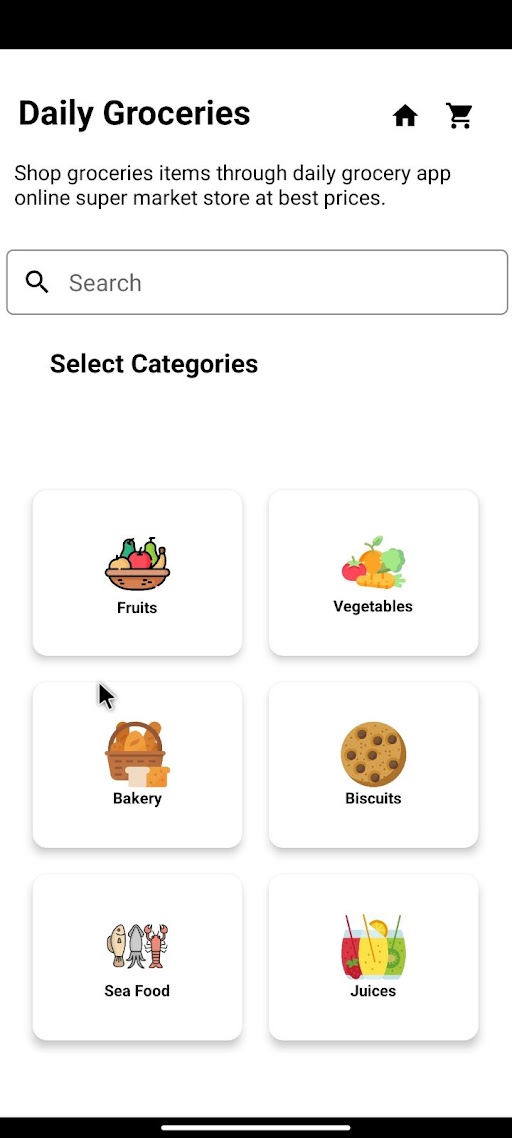 Daily Groceries
Shop groceries items through daily grocery app
online super market store at best prices.
Search
Select Categories
Fruits
Vegetables
Bakery
Biscuits
Sea Food
Juices